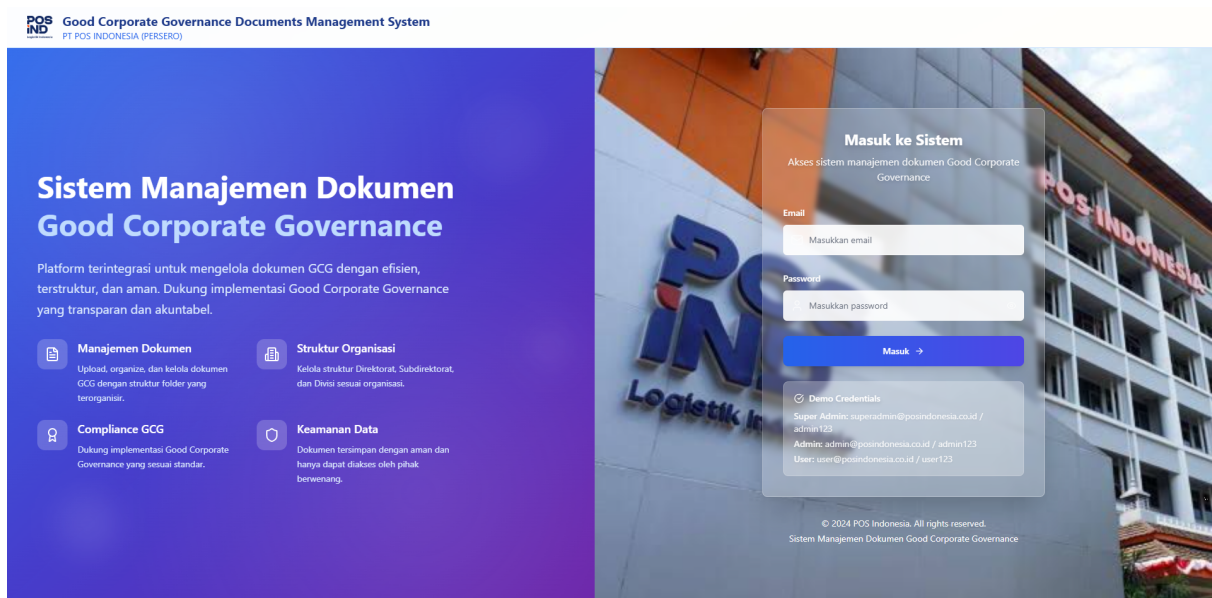 POS
IND
Good Corporate Governance Documents Management System
PT POS INDONESIA (PERSERO)
Sistem Manajemen Dokumen
Good Corporate Governance
Platform terintegrasi untuk mengelola dokumen GCG dengan efisien,
terstruktur, dan aman. Dukung implementasi Good Corporate Governance
yang transparan dan akuntabel.
Manajemen Dokumen
Upload, organize, dan kelola dokumen
GCG dengan struktur folder yang
terorganisir.
Struktur Organisasi
Kelola struktur Direktorat, Subdirektorat,
dan Divisi sesuai organisasi.
Compliance GCG
Dukung implementasi Good Corporate
Governance yang sesuai standar.
Keamanan Data
Dokumen tersimpan dengan aman dan
hanya dapat diakses oleh pihak
berwenang.
POS
IND
Logistik
POS INDONESIA
Masuk ke Sistem
Akses sistem manajemen dokumen Good Corporate
Governance
Email
Masukkan email
Password
Masukkan password
Masuk →
Demo Credentials
Super Admin: superadmin@posindonesia.co.id /
admin123
Admin: admin@posindonesia.co.id / admin123
User: user@posindonesia.co.id / user123
© 2024 POS Indonesia. All rights reserved.
Sistem Manajemen Dokumen Good Corporate Governance